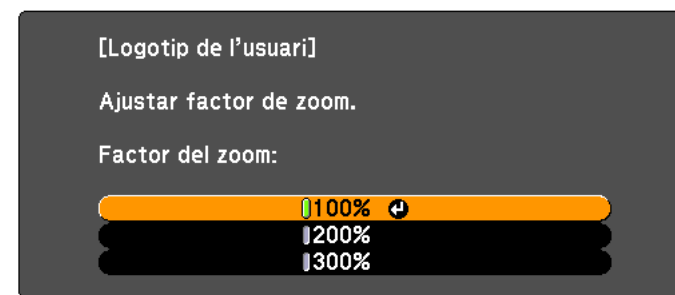 [Logotip de l'usuari]
Ajustar factor de zoom.
Factor del zoom:
100%
200%
300%